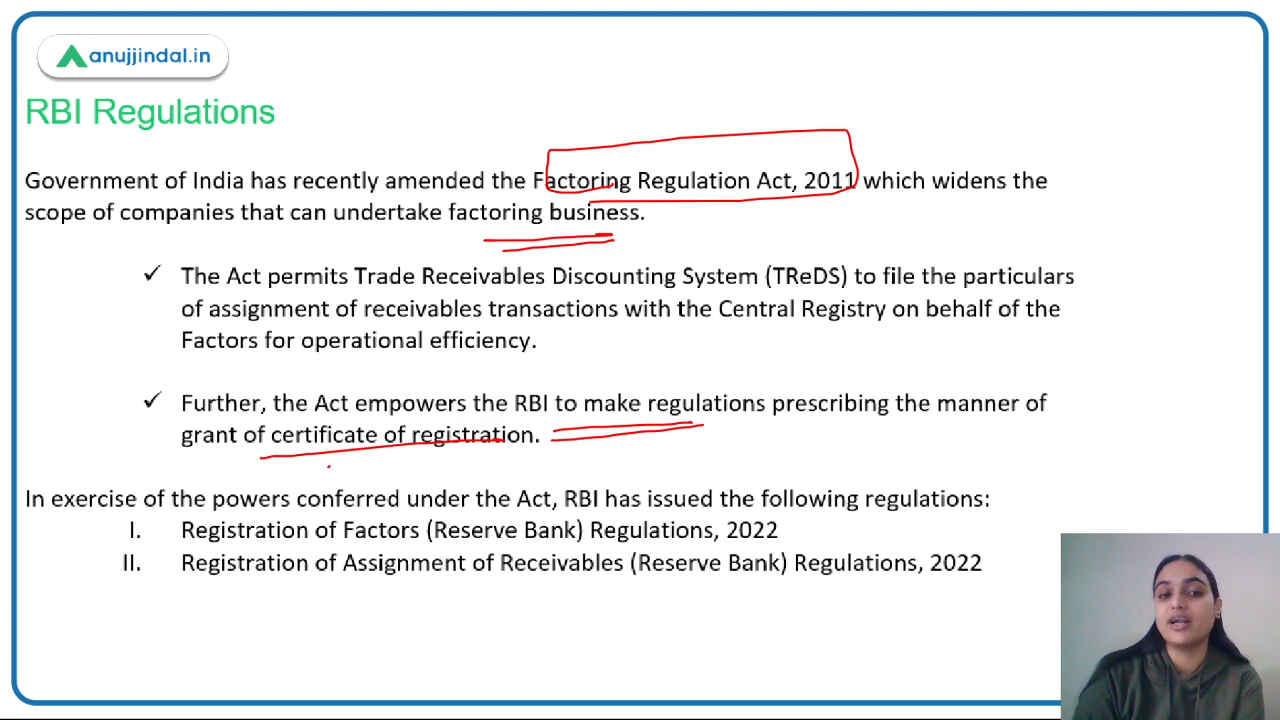 anujjindal.in
RBI Regulations
Government of India has recently amended the Factoring Regulation Act, 2011 which widens the
scope of companies that can undertake factoring business.
✓ The Act permits Trade Receivables Discounting System (TReDS) to file the particulars
of assignment of receivables transactions with the Central Registry on behalf of the
Factors for operational efficiency.
✓ Further, the Act empowers the RBI to make regulations prescribing the manner of
grant of certificate of registration.
In exercise of the powers conferred under the Act, RBI has issued the following regulations:
I. Registration of Factors (Reserve Bank) Regulations, 2022
II. Registration of Assignment of Receivables (Reserve Bank) Regulations, 2022